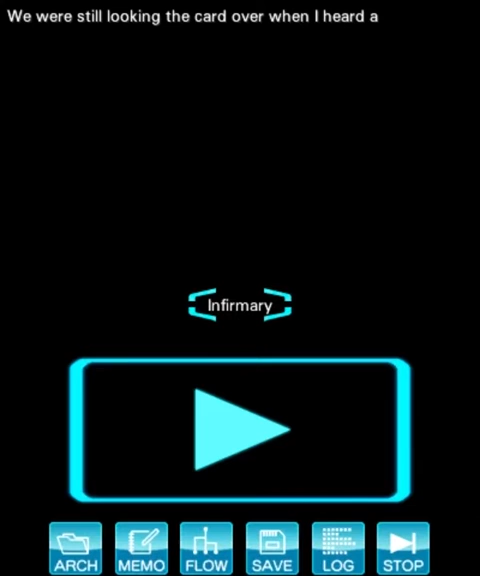 We were still looking the card over when I heard a
Infirmary
ARCH MEMO FLOW SAVE LOG STOP